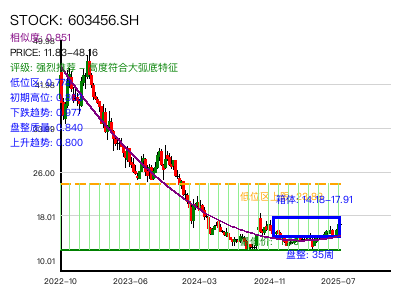 STOCK: 603456.SH
相似度: 0.851
PRICE: 11.83-48.16
评级: 强烈推荐 - 高度符合大弧底特征
低位区:
初期高位:
下跌趋势: 0.977
盘整质量: 0.840
上升趋势: 0.800
26.00
18.01
10.01
箱体: 14.18-17.91
盘整: 35周
2022-10
2023-06
2024-03
2024-11
2025-07